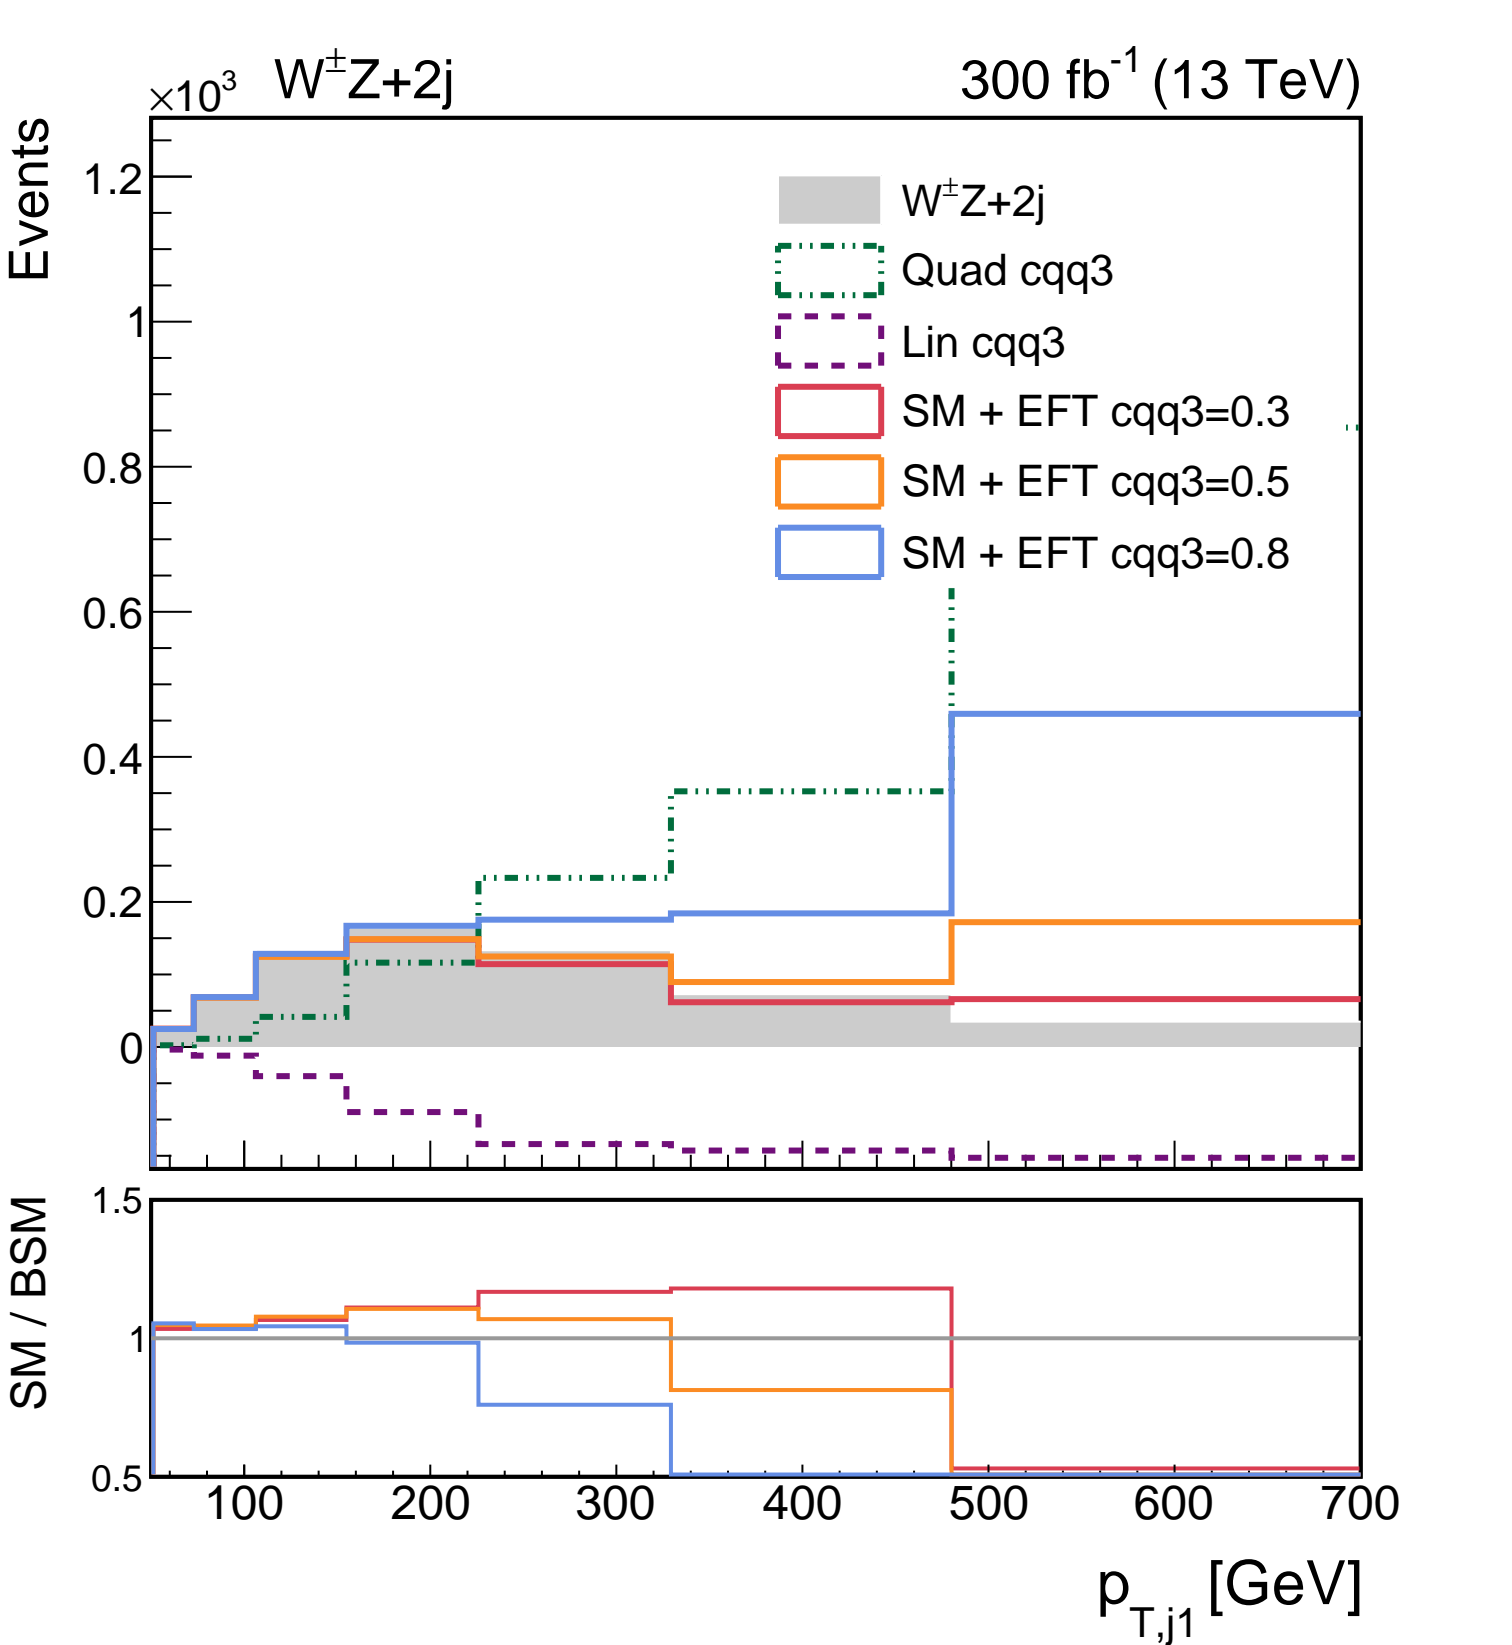 ×10³ W±Z+2j 300 fb⁻¹ (13 TeV)
Events
1.2
1
0.8
0.6
0.4
0.2
0
W±Z+2j
Quad cqq3
Lin cqq3
SM + EFT cqq3=0.3
SM + EFT cqq3=0.5
SM + EFT cqq3=0.8
SM / BSM
1.5
1
0.5
100 200 300 400 500 600 700
p_T,j1 [GeV]